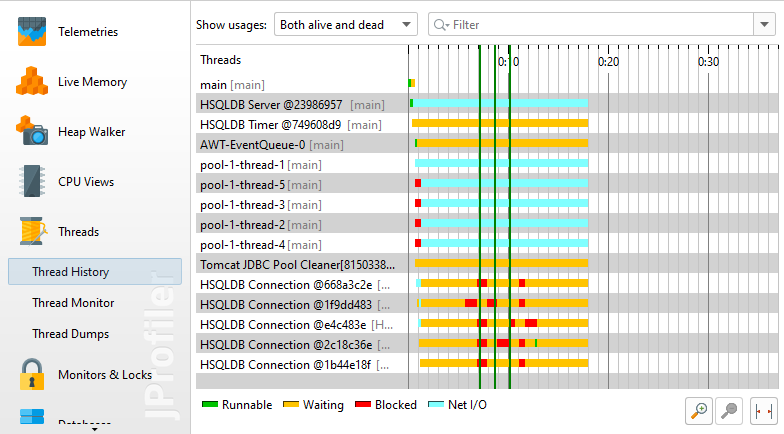 Telemetries
Live Memory
Heap Walker
CPU Views
Threads
Thread History
Thread Monitor
Thread Dumps
Monitors & Locks
Databases
JProfiler
Show usages: Both alive and dead Filter
Threads 0:10 0:20 0:30
main [main]
HSQLDB Server @23986957 [main]
HSQLDB Timer @749608d9 [main]
AWT-EventQueue-0 [main]
pool-1-thread-1 [main]
pool-1-thread-5 [main]
pool-1-thread-3 [main]
pool-1-thread-2 [main]
pool-1-thread-4 [main]
Tomcat JDBC Pool Cleaner[8150338...
HSQLDB Connection @668a3c2e [...
HSQLDB Connection @1f9dd483 [...
HSQLDB Connection @e4c483e [H...
HSQLDB Connection @2c18c36e [...
HSQLDB Connection @1b44e18f [...
Runnable Waiting Blocked Net I/O